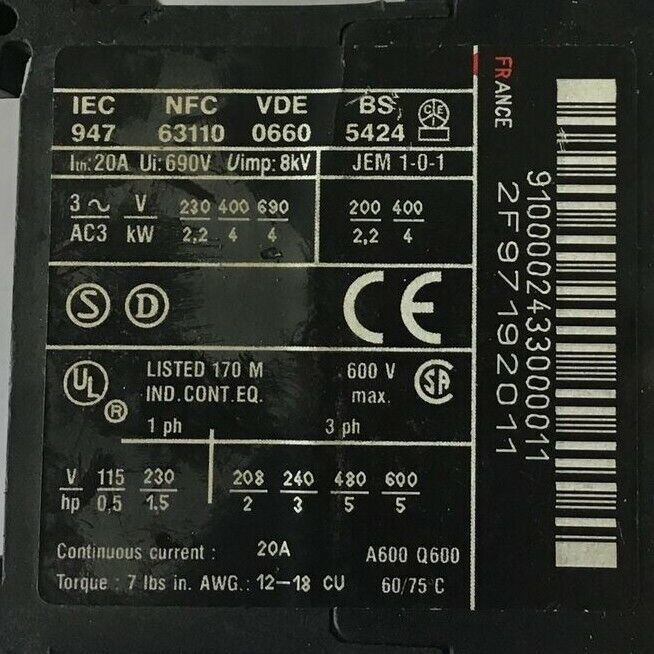 IEC NFC VDE BS
947 63110 0660 5424
Ith: 20A Ui: 690V Uimp: 8kV JEM 1-0-1
3 ~ V 230 400 690 200 400
AC3 kW 2,2 4 4 2,2 4
S D CE
UL ® LISTED 170 M 600 V SA
IND. CONT. EQ. max.
1 ph 3 ph
V 115 230 208 240 480 600
hp 0,5 1.5 2 3 5 5
Continuous current : 20A A600 Q600
Torque : 7 lbs in. AWG.: 12-18 CU 60/75 C
FRANCE
2F97192011
9100002433000011